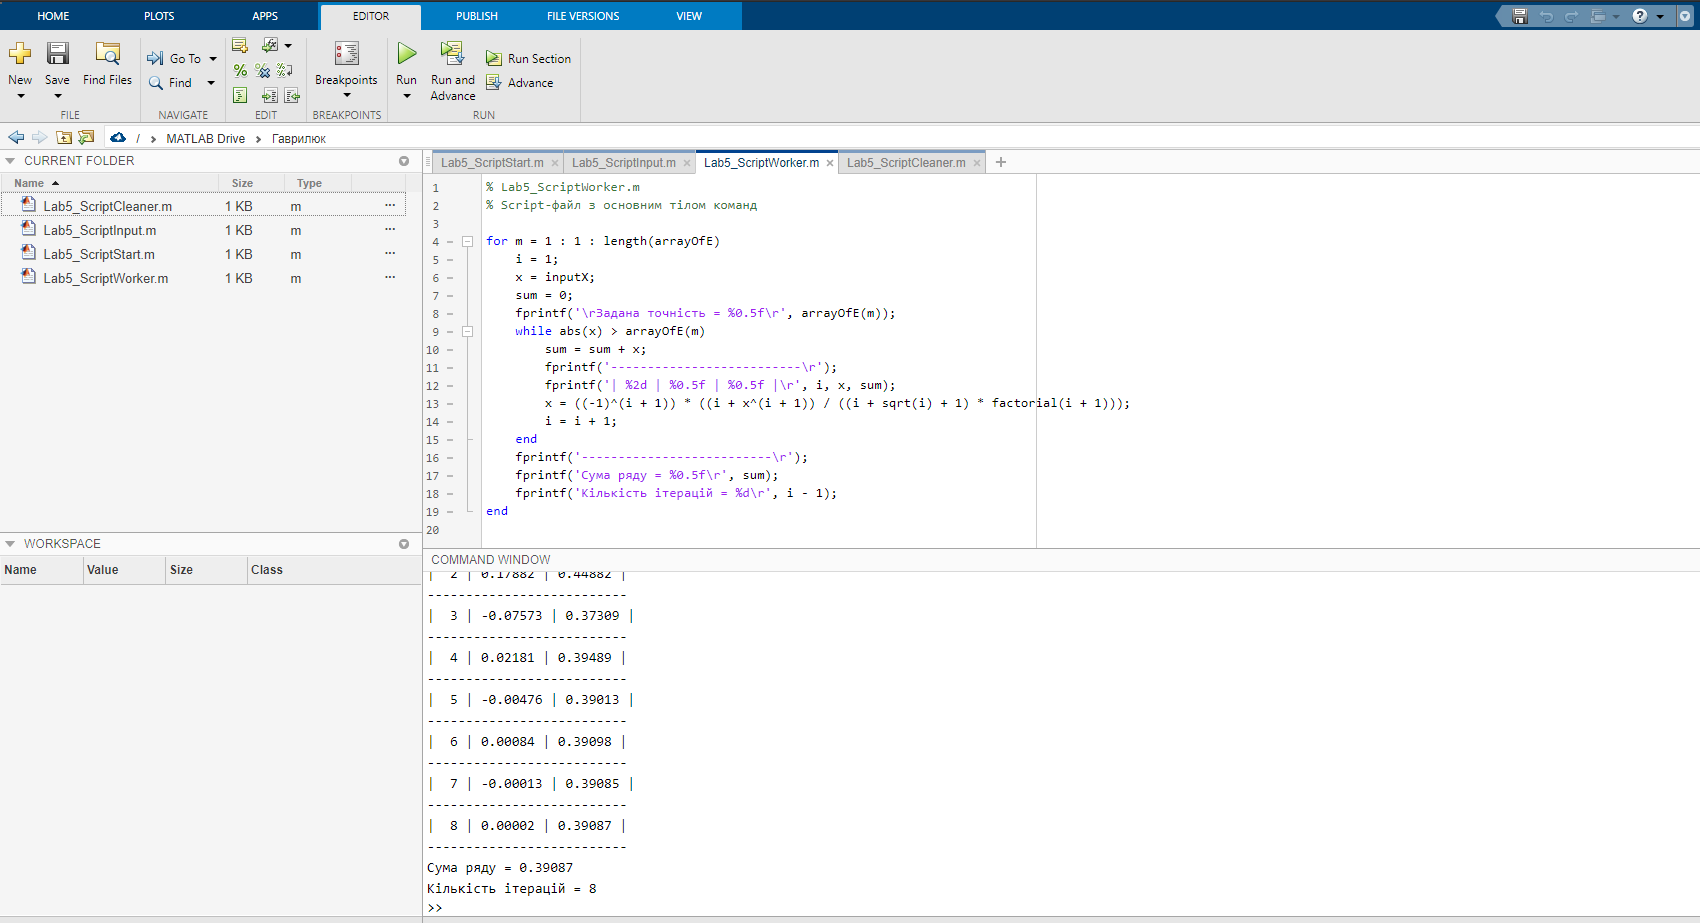 HOME PLOTS APPS EDITOR PUBLISH FILE VERSIONS VIEW
New
Save
Find Files
FILE
Go To
Find
NAVIGATE
EDIT
Breakpoints
BREAKPOINTS
Run
Run and
Advance
Run Section
Advance
RUN
/ MATLAB Drive Гаврилюк
CURRENT FOLDER
Name Size Type
Lab5_ScriptCleaner.m 1 KB m
Lab5_ScriptInput.m 1 KB m
Lab5_ScriptStart.m 1 KB m
Lab5_ScriptWorker.m 1 KB m
WORKSPACE
Name Value Size Class
Lab5_ScriptStart.m Lab5_ScriptInput.m Lab5_ScriptWorker.m Lab5_ScriptCleaner.m
1 % Lab5_ScriptWorker.m
2 % Script-файл з основним тілом команд
3
4 for m = 1 : 1 : length(arrayOfE)
5 i = 1;
6 x = inputX;
7 sum = 0;
8 fprintf('\rЗадана точність = %0.5f\r', arrayOfE(m));
9 while abs(x) > arrayOfE(m)
10 sum = sum + x;
11 fprintf('--------------------------\r');
12 fprintf('| %2d | %0.5f | %0.5f |\r', i, x, sum);
13 x = ((-1)^(i + 1)) * ((i + x^(i + 1)) / ((i + sqrt(i) + 1) * factorial(i + 1)));
14 i = i + 1;
15 end
16 fprintf('--------------------------\r');
17 fprintf('Сума ряду = %0.5f\r', sum);
18 fprintf('Кількість ітерацій = %d\r', i - 1);
19 end
20
COMMAND WINDOW
| 2 | 0.17882 | 0.44882 |
--------------------------
| 3 | -0.07573 | 0.37309 |
--------------------------
| 4 | 0.02181 | 0.39489 |
--------------------------
| 5 | -0.00476 | 0.39013 |
--------------------------
| 6 | 0.00084 | 0.39098 |
--------------------------
| 7 | -0.00013 | 0.39085 |
--------------------------
| 8 | 0.00002 | 0.39087 |
--------------------------
Сума ряду = 0.39087
Кількість ітерацій = 8
>>